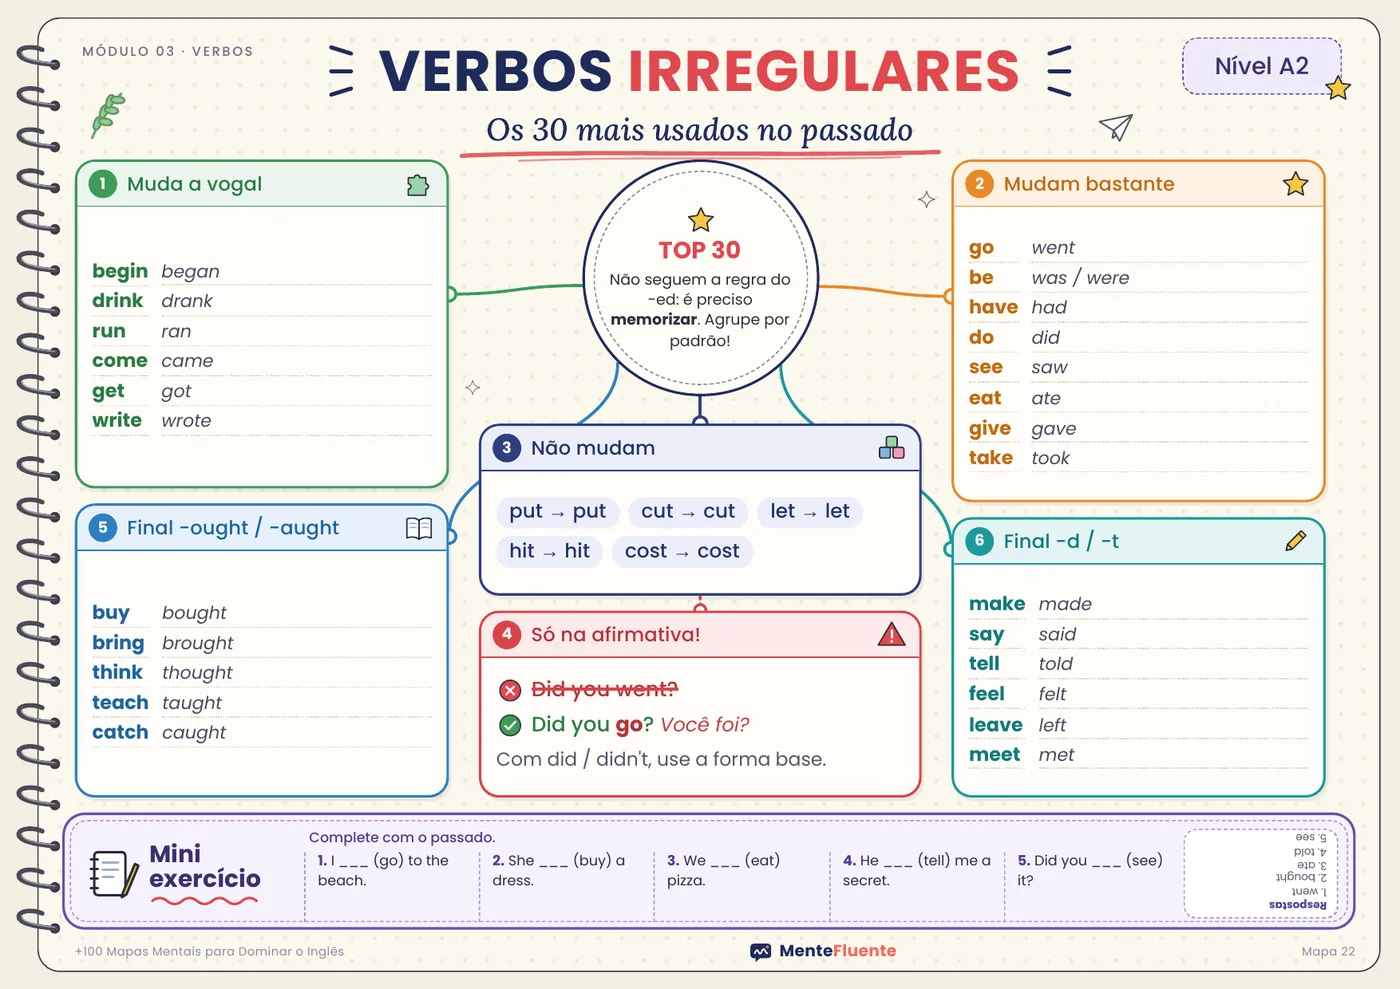 MÓDULO 03 · VERBOS
VERBOS IRREGULARES
Os 30 mais usados no passado
Nível A2
1 Muda a vogal
begin began
drink drank
run ran
come came
get got
write wrote
TOP 30
Não seguem a regra do
-ed: é preciso
memorizar. Agrupe por
padrão!
2 Mudam bastante
go went
be was / were
have had
do did
see saw
eat ate
give gave
take took
3 Não mudam
put → put cut → cut let → let
hit → hit cost → cost
4 Só na afirmativa!
Did you went?
Did you go? Você foi?
Com did / didn't, use a forma base.
5 Final -ought / -aught
buy bought
bring brought
think thought
teach taught
catch caught
6 Final -d / -t
make made
say said
tell told
feel felt
leave left
meet met
Mini
exercício
Complete com o passado.
1. I ___ (go) to the
beach.
2. She ___ (buy) a
dress.
3. We ___ (eat)
pizza.
4. He ___ (tell) me a
secret.
5. Did you ___ (see)
it?
Respostas
1. went
2. bought
3. ate
4. told
5. see
+100 Mapas Mentais para Dominar o Inglês
MenteFluente
Mapa 22